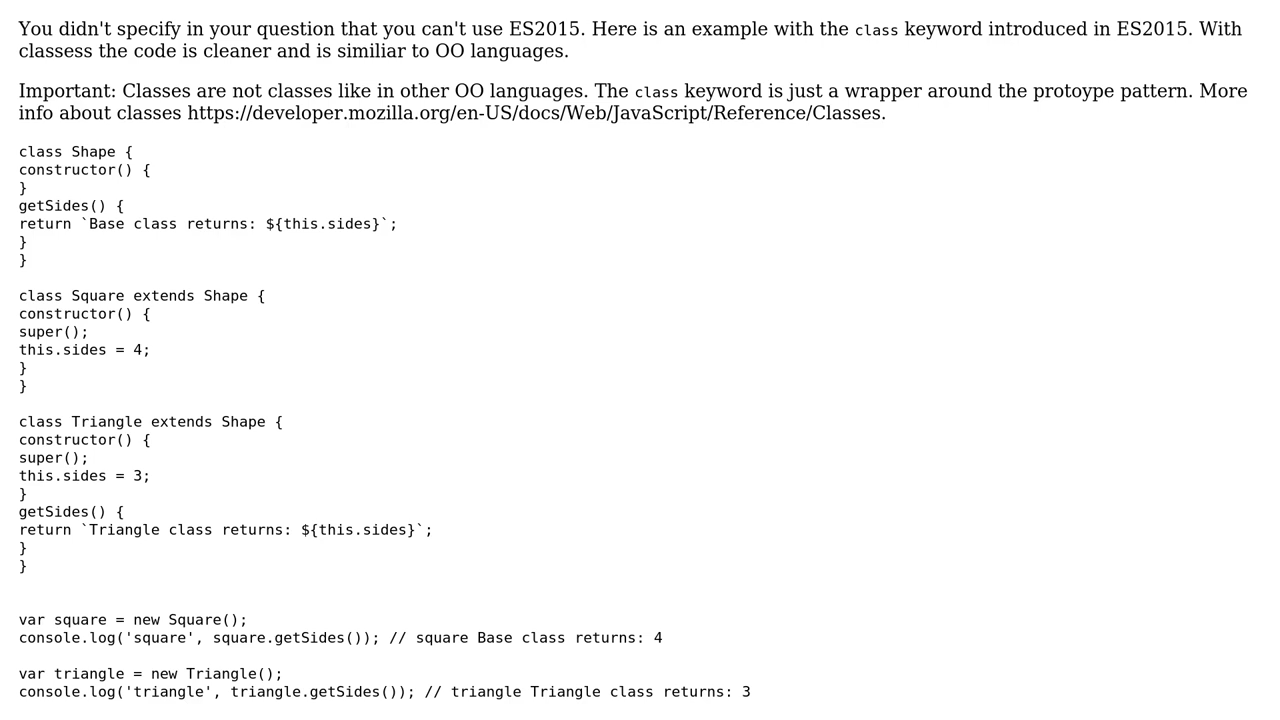 You didn't specify in your question that you can't use ES2015. Here is an example with the class keyword introduced in ES2015. With
classess the code is cleaner and is similiar to OO languages.
Important: Classes are not classes like in other OO languages. The class keyword is just a wrapper around the protoype pattern. More
info about classes https://developer.mozilla.org/en-US/docs/Web/JavaScript/Reference/Classes.
class Shape {
constructor() {
}
getSides() {
return `Base class returns: ${this.sides}`;
}
}
class Square extends Shape {
constructor() {
super();
this.sides = 4;
}
}
class Triangle extends Shape {
constructor() {
super();
this.sides = 3;
}
getSides() {
return `Triangle class returns: ${this.sides}`;
}
}
var square = new Square();
console.log('square', square.getSides()); // square Base class returns: 4
var triangle = new Triangle();
console.log('triangle', triangle.getSides()); // triangle Triangle class returns: 3